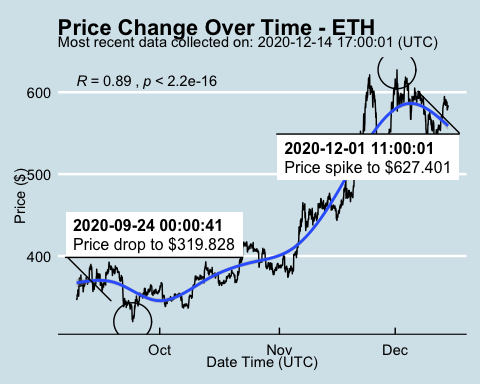 Price Change Over Time - ETH
Most recent data collected on: 2020-12-14 17:00:01 (UTC)
R = 0.89 , p < 2.2e-16
600
2020-12-01 11:00:01
Price spike to $627.401
500
Price ($)
2020-09-24 00:00:41
Price drop to $319.828
400
Oct
Nov
Dec
Date Time (UTC)